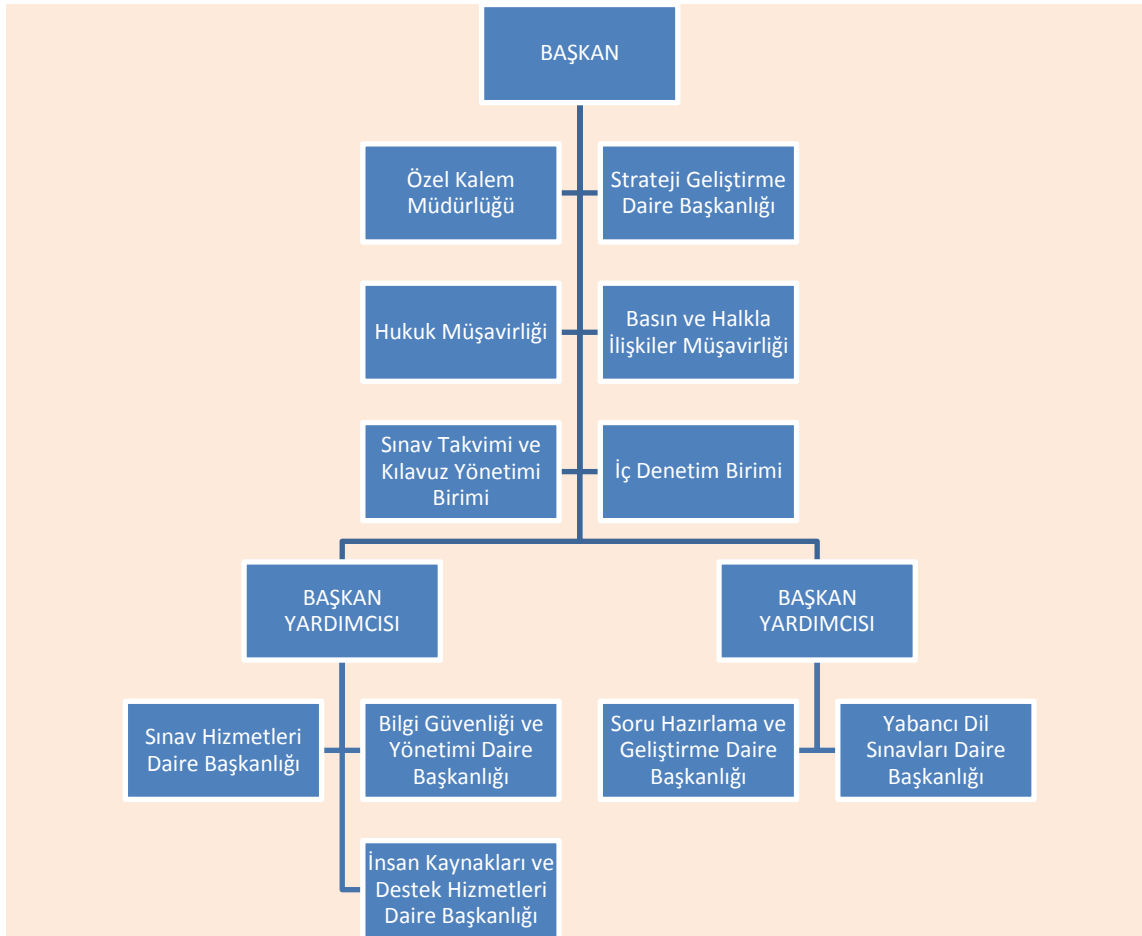 BAŞKAN
Özel Kalem
Müdürlüğü
Strateji Geliştirme
Daire Başkanlığı
Hukuk Müşavirliği
Basın ve Halkla
İlişkiler Müşavirliği
Sınav Takvimi ve
Kılavuz Yönetimi
Birimi
İç Denetim Birimi
BAŞKAN
YARDIMCISI
BAŞKAN
YARDIMCISI
Sınav Hizmetleri
Daire Başkanlığı
Bilgi Güvenliği ve
Yönetimi Daire
Başkanlığı
Soru Hazırlama ve
Geliştirme Daire
Başkanlığı
Yabancı Dil
Sınavları Daire
Başkanlığı
İnsan Kaynakları ve
Destek Hizmetleri
Daire Başkanlığı